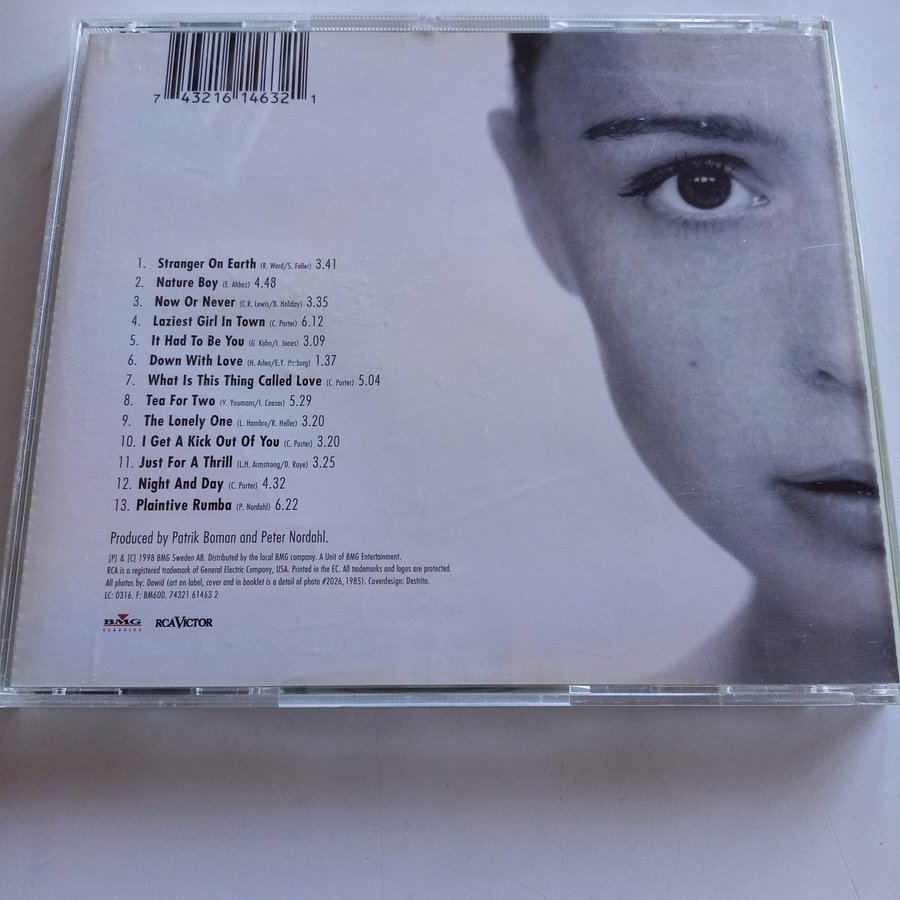 7 43216 14632 1
1. Stranger On Earth (R. Ward/S. Feller) 3.41
2. Nature Boy (E. Ahbez) 4.48
3. Now Or Never (C.R. Lewis/B. Holiday) 3.35
4. Laziest Girl In Town (C. Porter) 6.12
5. It Had To Be You (G. Kahn/I. Jones) 3.09
6. Down With Love (H. Arlen/E.Y. 1.37
7. What Is This Thing Called Love (C. Porter) 5.04
8. Tea For Two (V. Youmans/I. Caesar) 5.29
9. The Lonely One (L. Hambro/R. Heller) 3.20
10. I Get A Kick Out Of You (C. Porter) 3.20
11. Just For A Thrill (L.H. Armstrong/D. Raye) 3.25
12. Night And Day (C. Porter) 4.32
13. Plaintive Rumba (P. Nordahl) 6.22
Produced by Patrik Boman and Peter Nordahl.
[P] & [C] 1998 BMG Sweden AB. Distributed by the local BMG company. A Unit of BMG Entertainment.
RCA is a registered trademark of General Electric Company, USA. Printed in the EC. All trademarks and logos are protected.
All photos by: Dawid (art on label, cover and in booklet is a detail of photo #2026, 1985). Coverdesign: Destrito.
LC: 0316. F: BM600. 74321 61463 2
BMG RCA VICTOR
CLASSICS